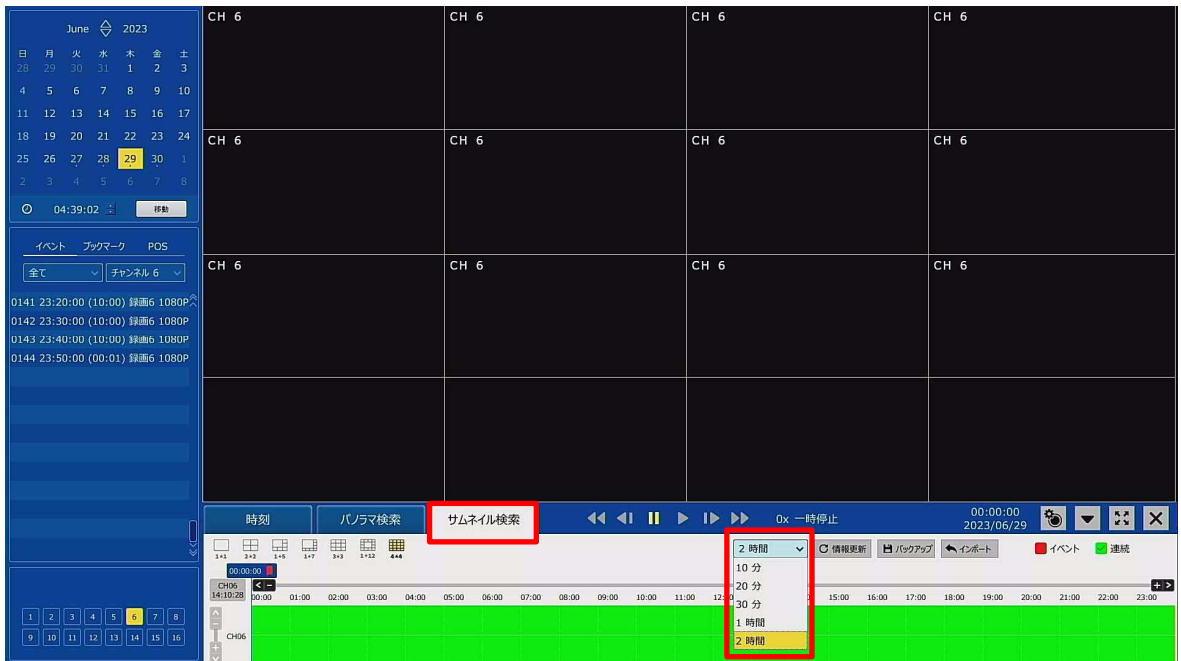 June 2023
日 月 火 水 木 金 土
28 29 30 31 1 2 3
4 5 6 7 8 9 10
11 12 13 14 15 16 17
18 19 20 21 22 23 24
25 26 27 28 29 30 1
2 3 4 5 6 7 8
04:39:02 移動
イベント ブックマーク POS
全て チャンネル 6
0141 23:20:00 (10:00) 録画6 1080P
0142 23:30:00 (10:00) 録画6 1080P
0143 23:40:00 (10:00) 録画6 1080P
0144 23:50:00 (00:01) 録画6 1080P
1 2 3 4 5 6 7 8
9 10 11 12 13 14 15 16
CH 6 CH 6 CH 6 CH 6
CH 6 CH 6 CH 6 CH 6
CH 6 CH 6 CH 6 CH 6
時刻 パノラマ検索 サムネイル検索 0x 一時停止 00:00:00
2023/06/29
1+1 2×2 1+5 1+7 3×3 1+12 4×4
2 時間 情報更新 バックアップ インポート イベント 連続
10 分
20 分
30 分
1 時間
2 時間
00:00:00
CH06
14:10:28
00:00 01:00 02:00 03:00 04:00 05:00 06:00 07:00 08:00 09:00 10:00 11:00 15:00 16:00 17:00 18:00 19:00 20:00 21:00 22:00 23:00
CH06